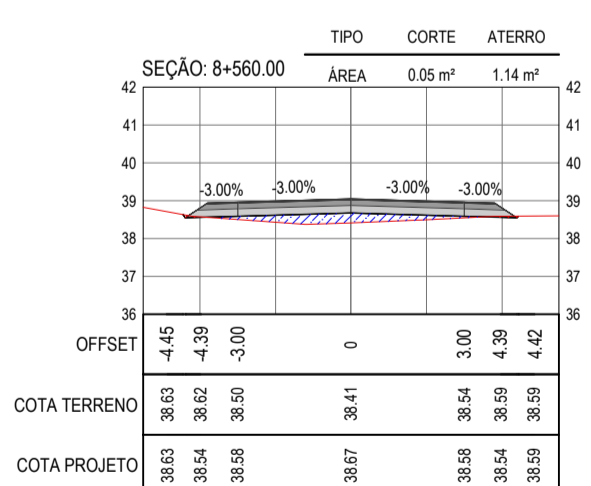 TIPO CORTE ATERRO
SEÇÃO: 8+560.00
ÁREA 0.05 m² 1.14 m²
42 42
41 41
40 40
-3.00% -3.00% -3.00% -3.00%
39 39
38 38
37 37
36 36
OFFSET -4.45 -4.39 -3.00 0 3.00 4.39 4.42
COTA TERRENO 38.63 38.62 38.50 38.41 38.54 38.59 38.59
COTA PROJETO 38.63 38.54 38.58 38.67 38.58 38.54 38.59